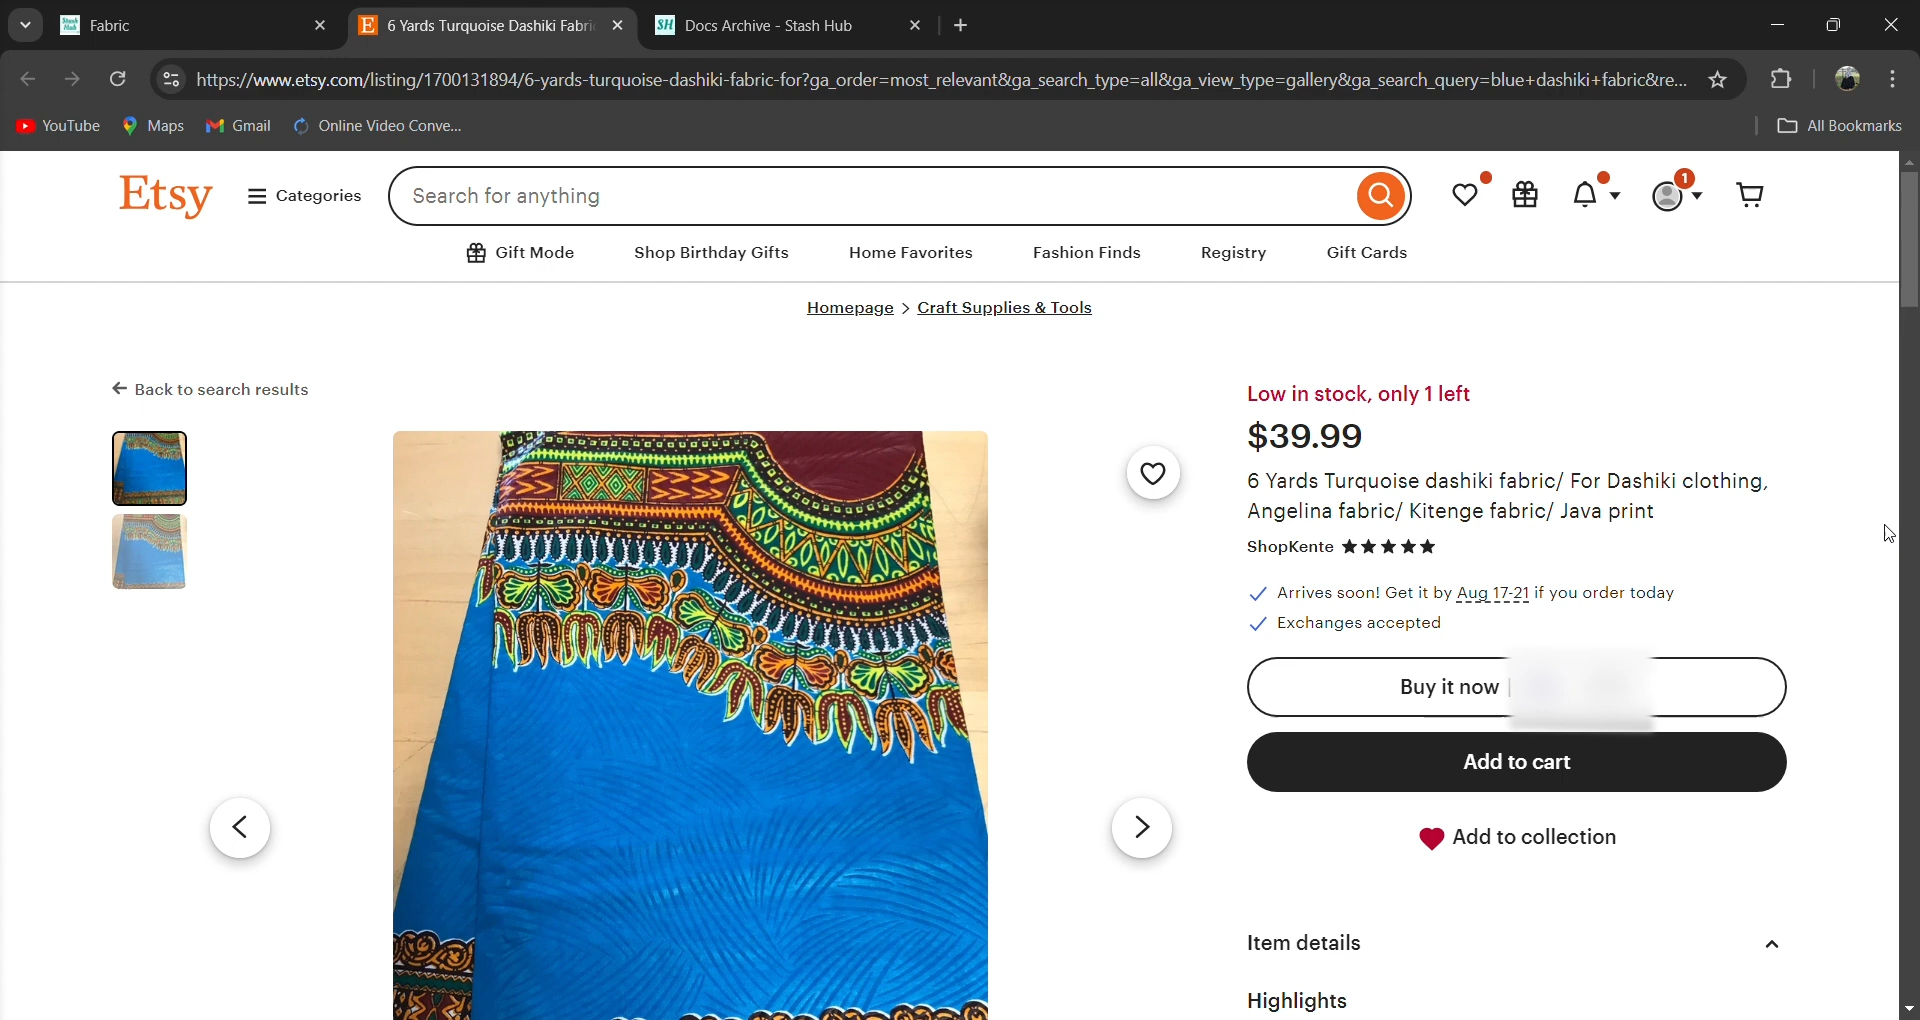 Fabric
6 Yards Turquoise Dashiki Fabri
SH Docs Archive - Stash Hub
https://www.etsy.com/listing/1700131894/6-yards-turquoise-dashiki-fabric-for?ga_order=most_relevant&ga_search_type=all&ga_view_type=gallery&ga_search_query=blue+dashiki+fabric&re...
YouTube
Maps
Gmail
Online Video Conve...
All Bookmarks
Etsy
Categories
Search for anything
1
Gift Mode
Shop Birthday Gifts
Home Favorites
Fashion Finds
Registry
Gift Cards
Homepage > Craft Supplies & Tools
Back to search results
Low in stock, only 1 left
$39.99
6 Yards Turquoise dashiki fabric/ For Dashiki clothing,
Angelina fabric/ Kitenge fabric/ Java print
ShopKente
Arrives soon! Get it by Aug 17-21 if you order today
Exchanges accepted
Buy it now
Add to cart
Add to collection
Item details
Highlights